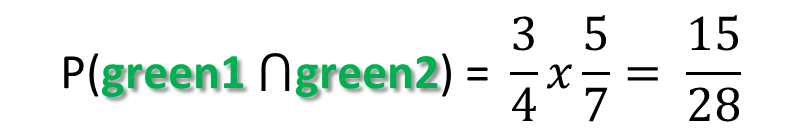 P(green1 ∩green2) = 3/4 x 5/7 = 15/28